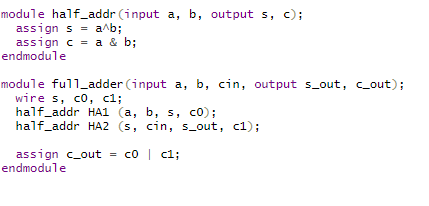 module half_addr(input a, b, output s, c);
  assign s = a^b;
  assign c = a & b;
endmodule

module full_adder(input a, b, cin, output s_out, c_out);
  wire s, c0, c1;
  half_addr HA1 (a, b, s, c0);
  half_addr HA2 (s, cin, s_out, c1);

  assign c_out = c0 | c1;
endmodule